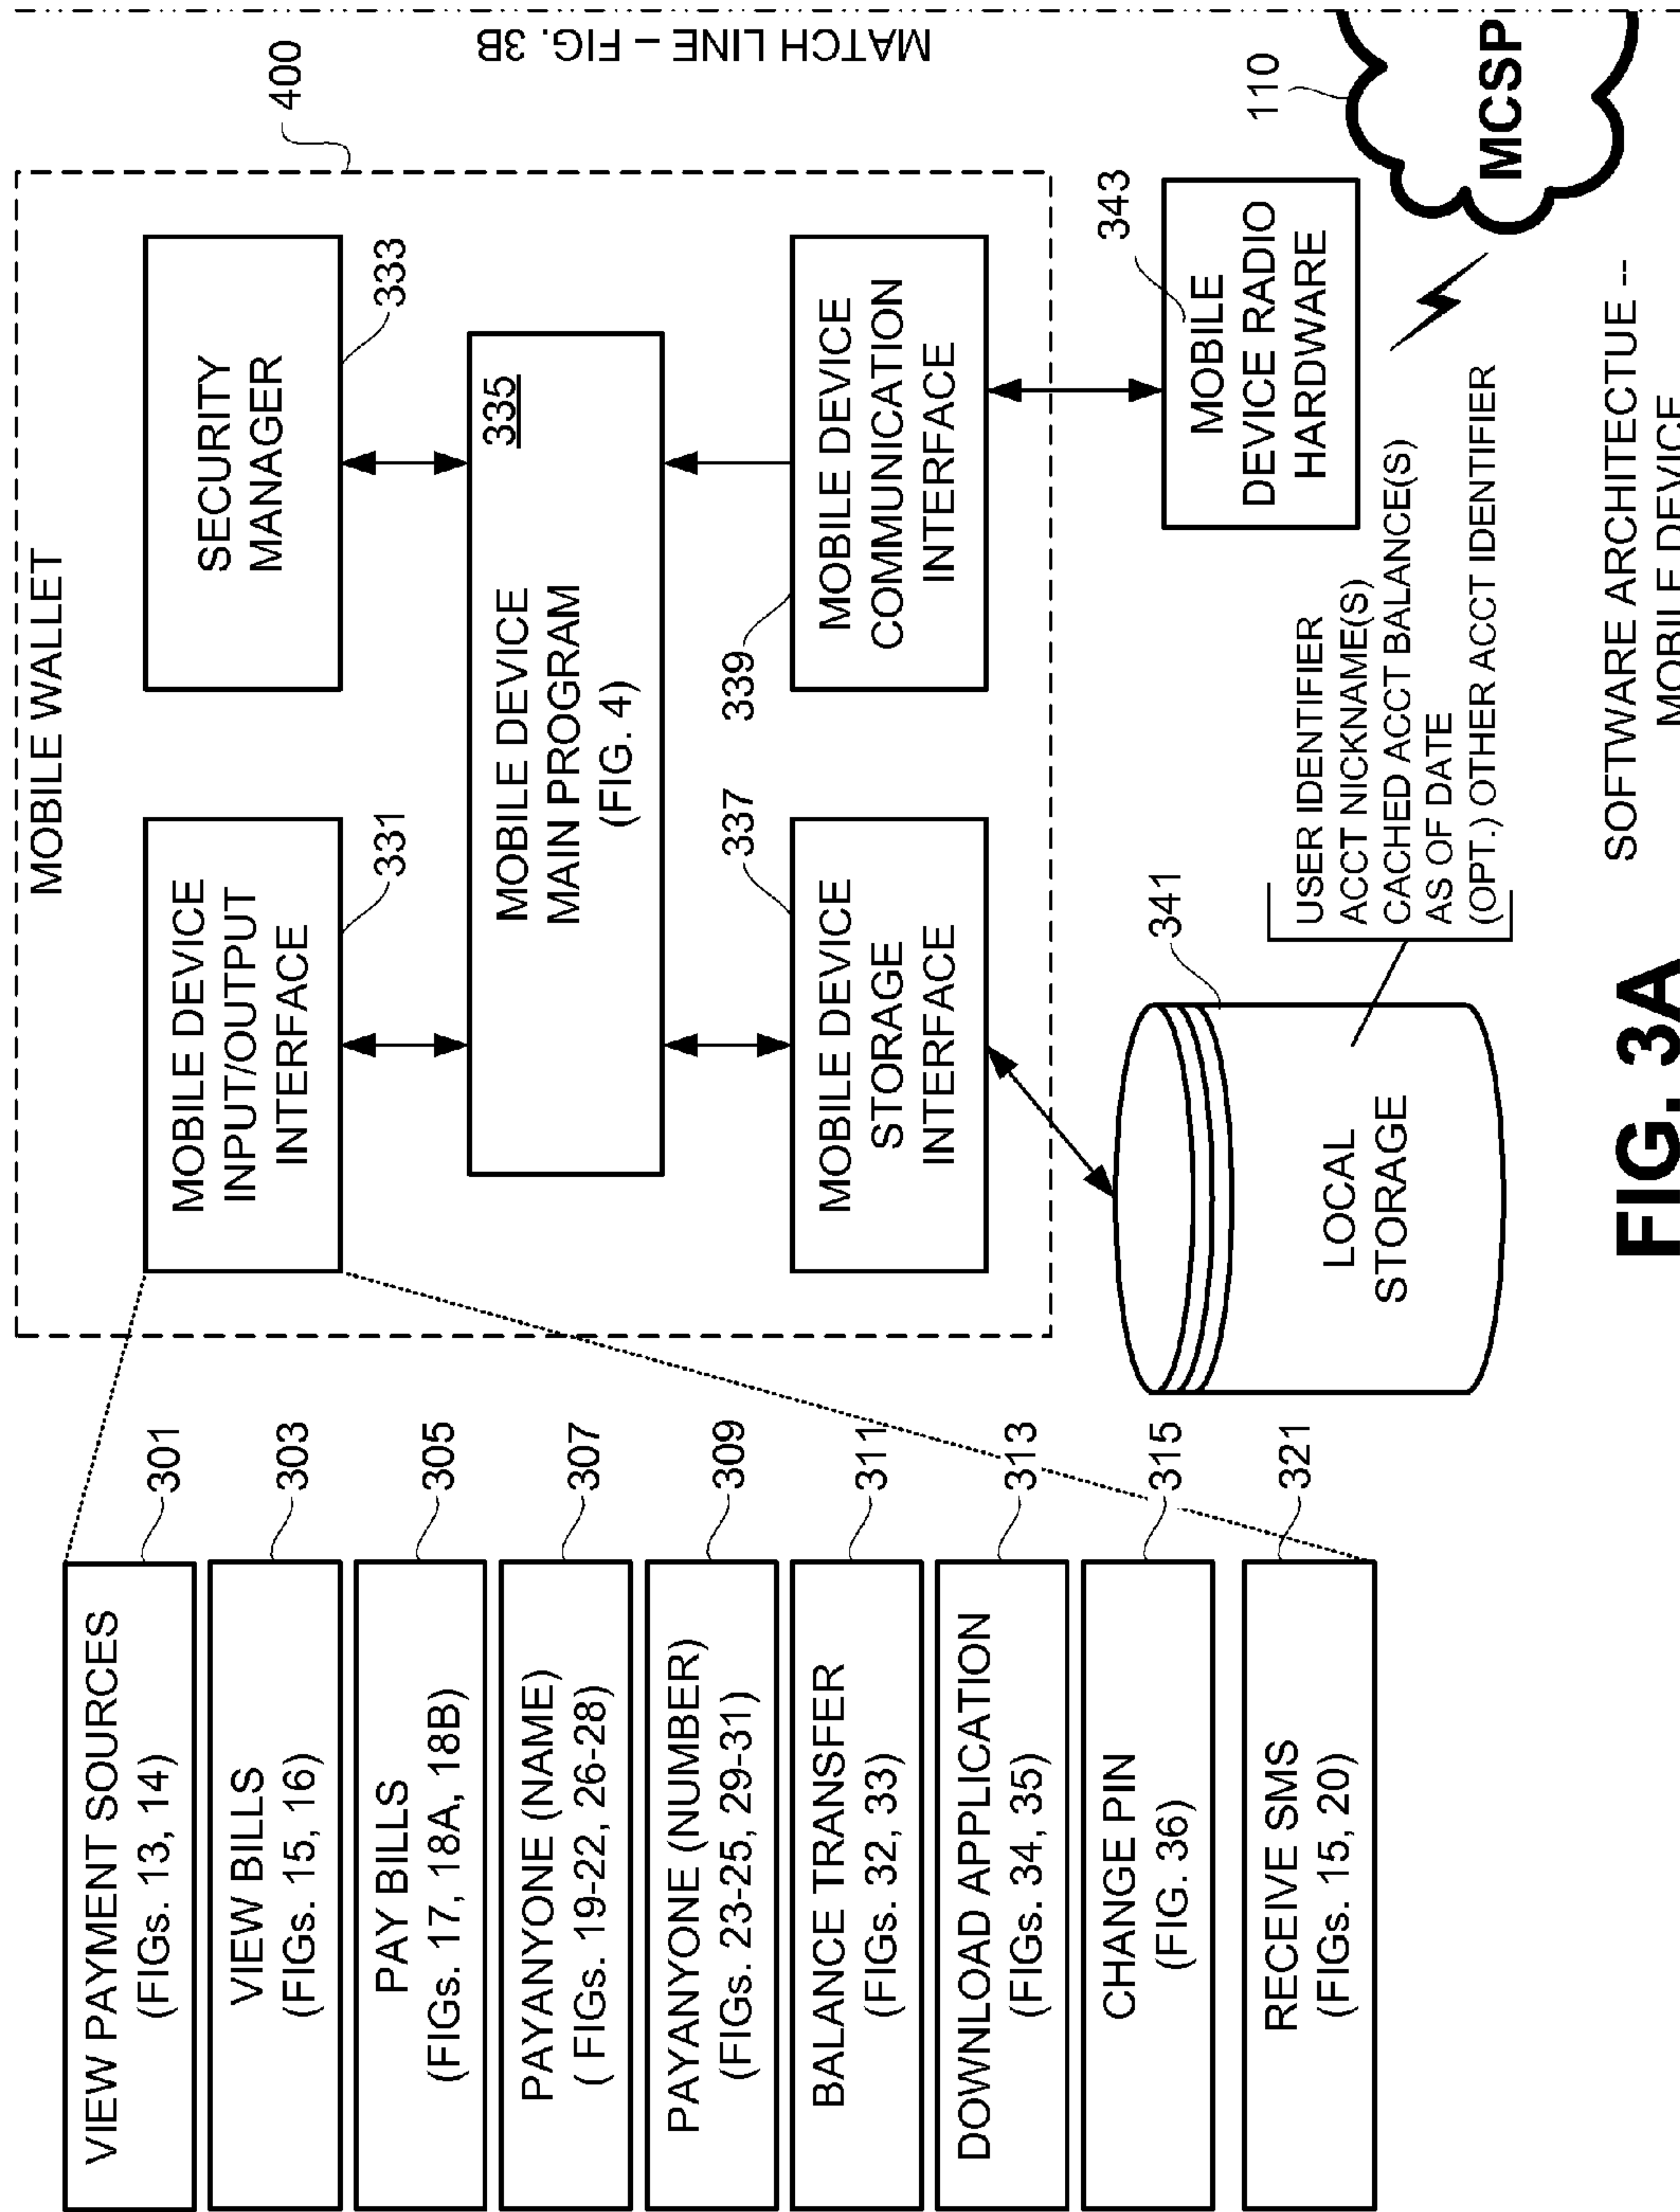 VIEW PAYMENT SOURCES
(FIGs. 13, 14)
301
VIEW BILLS
(FIGs. 15, 16)
303
PAY BILLS
(FIGs. 17, 18A, 18B)
305
PAYANYONE (NAME)
( FIGs. 19-22, 26-28)
307
PAYANYONE (NUMBER)
(FIGs. 23-25, 29-31)
309
BALANCE TRANSFER
(FIGs. 32, 33)
311
DOWNLOAD APPLICATION
(FIGs. 34, 35)
313
CHANGE PIN
(FIG. 36)
315
RECEIVE SMS
(FIGs. 15, 20)
321
MOBILE WALLET
400
MOBILE DEVICE
INPUT/OUTPUT
INTERFACE
331
SECURITY
MANAGER
333
MOBILE DEVICE
MAIN PROGRAM
(FIG. 4)
335
337
MOBILE DEVICE
STORAGE
INTERFACE
339
MOBILE DEVICE
COMMUNICATION
INTERFACE
341
LOCAL
STORAGE
USER IDENTIFIER
ACCT NICKNAME(S)
CACHED ACCT BALANCE(S)
AS OF DATE
(OPT.) OTHER ACCT IDENTIFIER
343
MOBILE
DEVICE RADIO
HARDWARE
110
MCSP
MATCH LINE – FIG. 3B
SOFTWARE ARCHITECTUE --
MOBILE DEVICE
FIG. 3A